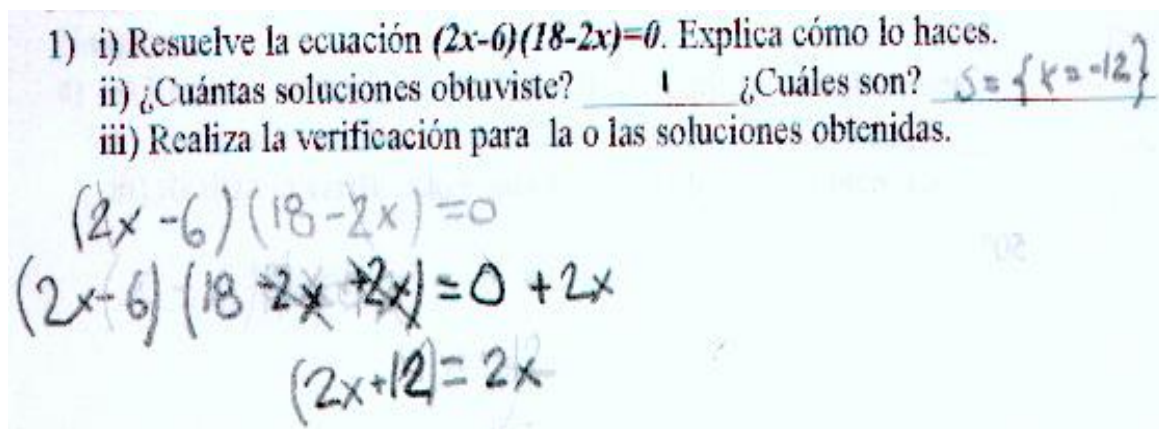 1) i) Resuelve la ecuación (2x-6)(18-2x)=0. Explica cómo lo haces.
ii) ¿Cuántas soluciones obtuviste? 1 ¿Cuáles son? S = {x = -12}
iii) Realiza la verificación para la o las soluciones obtenidas.
(2x - 6) (18 - 2x) = 0
(2x - 6) (18 - 2x + 2x) = 0 + 2x
(2x + 12) = 2x